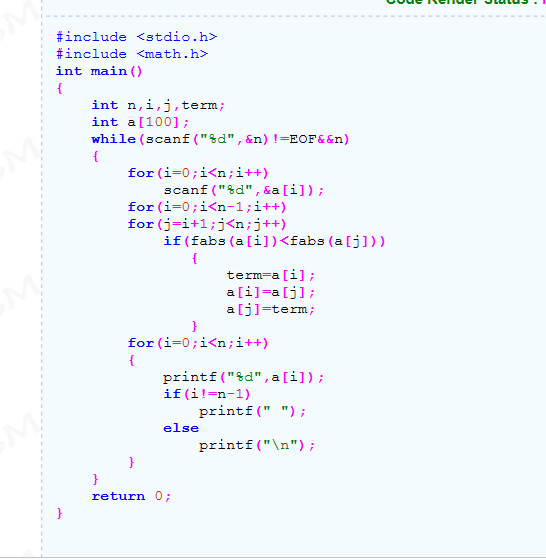 Code Render Status :
#include <stdio.h>
#include <math.h>
int main()
{
    int n,i,j,term;
    int a[100];
    while(scanf("%d",&n)!=EOF&&n)
    {
        for(i=0;i<n;i++)
            scanf("%d",&a[i]);
        for(i=0;i<n-1;i++)
        for(j=i+1;j<n;j++)
            if(fabs(a[i])<fabs(a[j]))
               {
                   term=a[i];
                   a[i]=a[j];
                   a[j]=term;
               }
        for(i=0;i<n;i++)
        {
            printf("%d",a[i]);
            if(i!=n-1)
                printf(" ");
            else
                printf("\n");
        }
    }
    return 0;
}